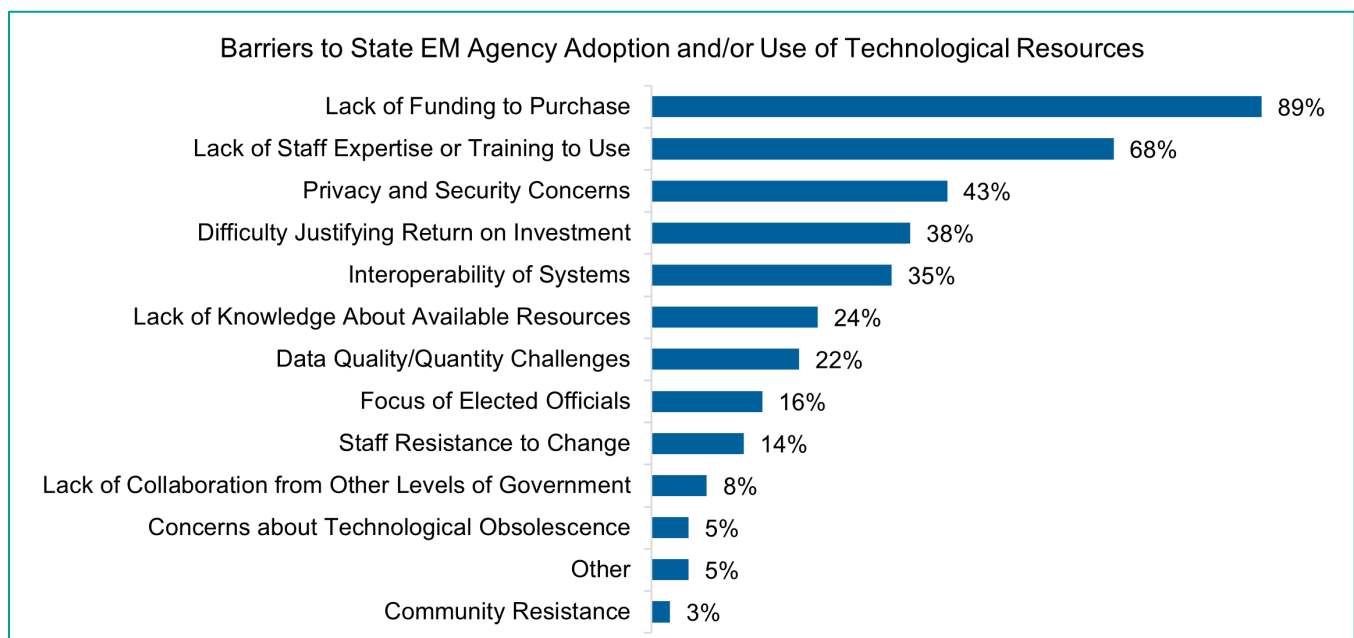 Barriers to State EM Agency Adoption and/or Use of Technological Resources
Lack of Funding to Purchase 89%
Lack of Staff Expertise or Training to Use 68%
Privacy and Security Concerns 43%
Difficulty Justifying Return on Investment 38%
Interoperability of Systems 35%
Lack of Knowledge About Available Resources 24%
Data Quality/Quantity Challenges 22%
Focus of Elected Officials 16%
Staff Resistance to Change 14%
Lack of Collaboration from Other Levels of Government 8%
Concerns about Technological Obsolescence 5%
Other 5%
Community Resistance 3%